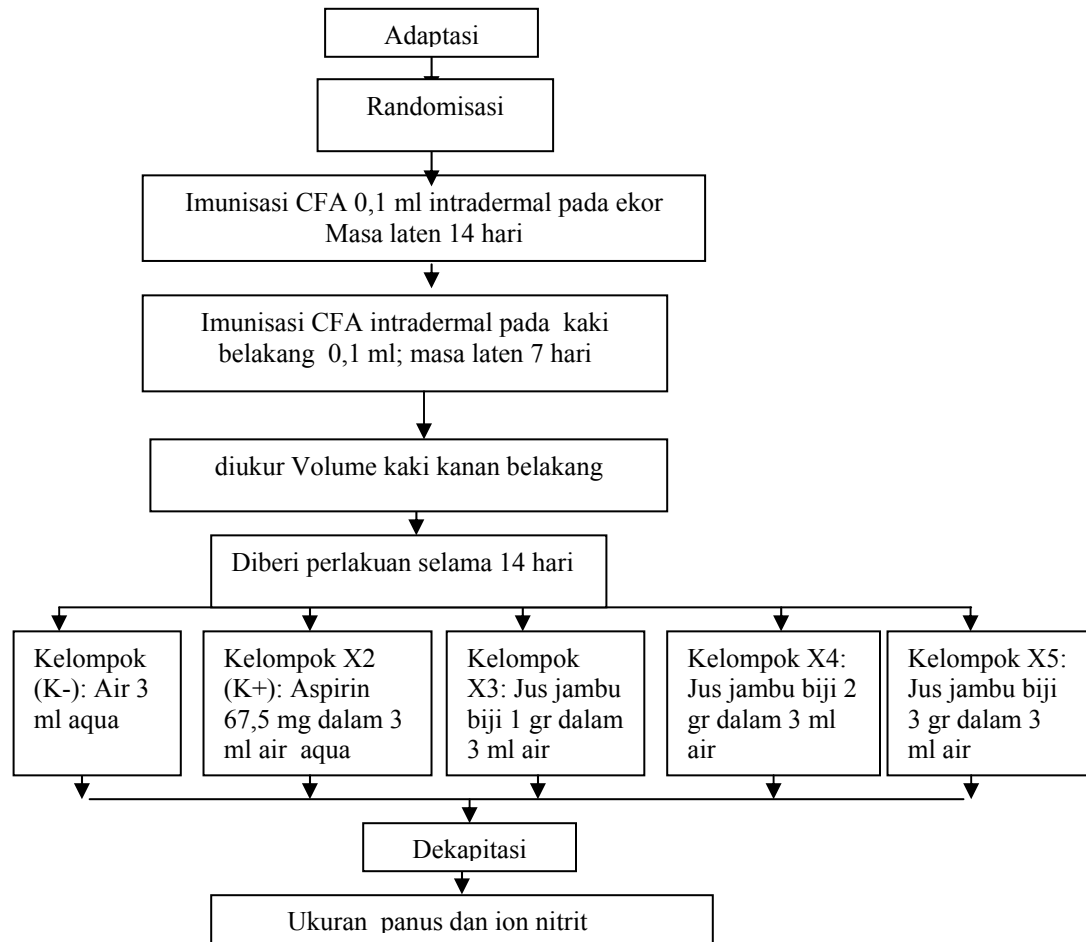 Adaptasi
Randomisasi
Imunisasi CFA 0,1 ml intradermal pada ekor
Masa laten 14 hari
Imunisasi CFA intradermal pada kaki
belakang 0,1 ml; masa laten 7 hari
diukur Volume kaki kanan belakang
Diberi perlakuan selama 14 hari
Kelompok
(K-): Air 3
ml aqua
Kelompok X2
(K+): Aspirin
67,5 mg dalam 3
ml air aqua
Kelompok
X3: Jus jambu
biji 1 gr dalam
3 ml air
Kelompok X4:
Jus jambu biji 2
gr dalam 3 ml
air
Kelompok X5:
Jus jambu biji
3 gr dalam 3
ml air
Dekapitasi
Ukuran panus dan ion nitrit